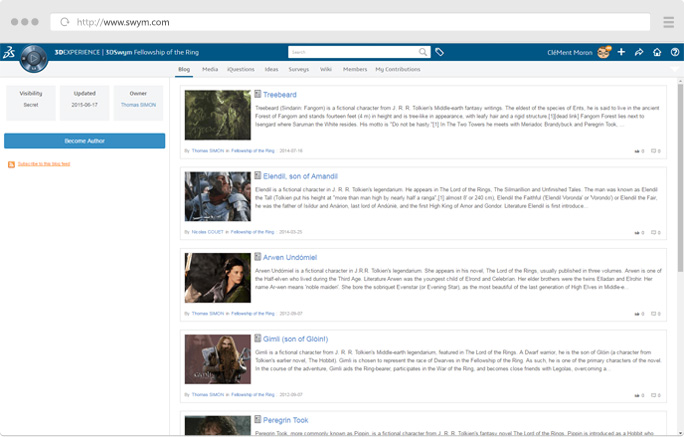 http://www.swym.com
3DEXPERIENCE | 3DSwym Fellowship of the Ring
Search
CléMent Moron
Blog Media iQuestions Ideas Surveys Wiki Members My Contributions
Visibility Updated Owner
Secret 2015-06-17 Thomas SIMON
Become Author
Subscribe to the blog feed
Treebeard
Treebeard (Sindarin: Fangorn) is a fictional character from J. R. R. Tolkien's Middle-earth fantasy writings. The eldest of the species of Ents, he is said to live in the ancient
Forest of Fangorn and stands fourteen feet (4 m) in height and is tree-like in appearance, with leafy hair and a rigid structure.[1][dead link] Fangorn Forest lies next to
Isengard where Saruman the White resides. His motto is "Do not be hasty."[1] In The Two Towers he meets with Meriadoc Brandybuck and Peregrin Took, ...
By Thomas SIMON in Fellowship of the Ring 2014-07-19
0 0
Elendil, son of Amandil
Elendil is a fictional character in J. R. R. Tolkien's legendarium. He appears in The Lord of the Rings, The Silmarillion and Unfinished Tales. The man was known as Elendil
the Tall (Tolkien put his height at "more than man high by nearly half a ranga",[1] almost 8' or 240 cm), Elendil the Faithful (Elendil Voronda' or 'Vorondo') or Elendil the Fair,
he was the father of Isildur and Anárion, last lord of Andúnië, and the first High King of Arnor and Gondor. Literature Elendil is first introduce...
By Nicolas GOUET in Fellowship of the Ring 2014-03-25
0 0
Arwen Undómiel
Arwen Undómiel is a fictional character in J.R.R. Tolkien's legendarium. She appears in his novel, The Lord of the Rings, usually published in three volumes. Arwen is one of
the Half-elven who lived during the Third Age. Literature Arwen was the youngest child of Elrond and Celebrían. Her elder brothers were the twins Elladan and Elrohir. Her
name Ar-wen means 'noble maiden'. She bore the sobriquet Evenstar (or Evening Star), as the most beautiful of the last generation of High Elves in Middle-e...
By Thomas SIMON in Fellowship of the Ring 2012-08-07
0 0
Gimli (son of Glóin!)
Gimli is a fictional character from J. R. R. Tolkien's Middle-earth legendarium, featured in The Lord of the Rings. A Dwarf warrior, he is the son of Glóin (a character from
Tolkien's earlier novel, The Hobbit). Gimli is chosen to represent the race of Dwarves in the Fellowship of the Ring. As such, he is one of the primary characters of the novel.
In the course of the adventure, Gimli aids the Ring-bearer, participates in the War of the Ring, and becomes close friends with Legolas, overcoming a...
By Thomas SIMON in Fellowship of the Ring 2012-08-07
0 0
Peregrin Took
Peregrin Took, more commonly known as Pippin, is a fictional character from J. R. R. Tolkien's fantasy novel The Lord of the Rings. Pippin is introduced as a Hobbit who